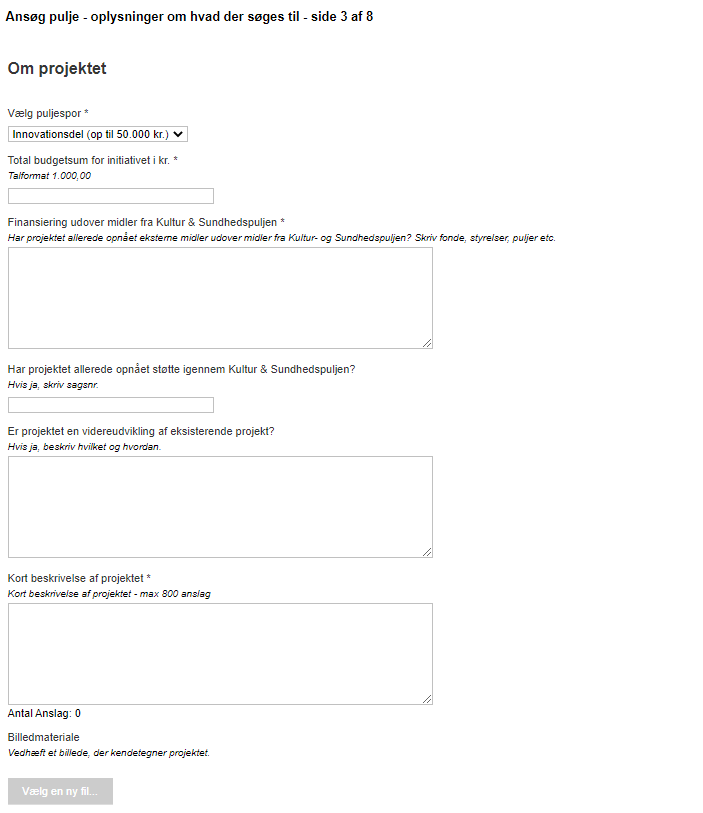 Ansøg pulje - oplysninger om hvad der søges til - side 3 af 8
Om projektet
Vælg puljespor *
Innovationsdel (op til 50.000 kr.)
Total budgetsum for initiativet i kr. *
Talformat 1.000,00
Finansiering udover midler fra Kultur & Sundhedspuljen *
Har projektet allerede opnået eksterne midler udover midler fra Kultur- og Sundhedspuljen? Skriv fonde, styrelser, puljer etc.
Har projektet allerede opnået støtte igennem Kultur & Sundhedspuljen?
Hvis ja, skriv sagsnr.
Er projektet en videreudvikling af eksisterende projekt?
Hvis ja, beskriv hvilket og hvordan.
Kort beskrivelse af projektet *
Kort beskrivelse af projektet - max 800 anslag
Antal Anslag: 0
Billedmateriale
Vedhæft et billede, der kendetegner projektet.
Vælg en ny fil...